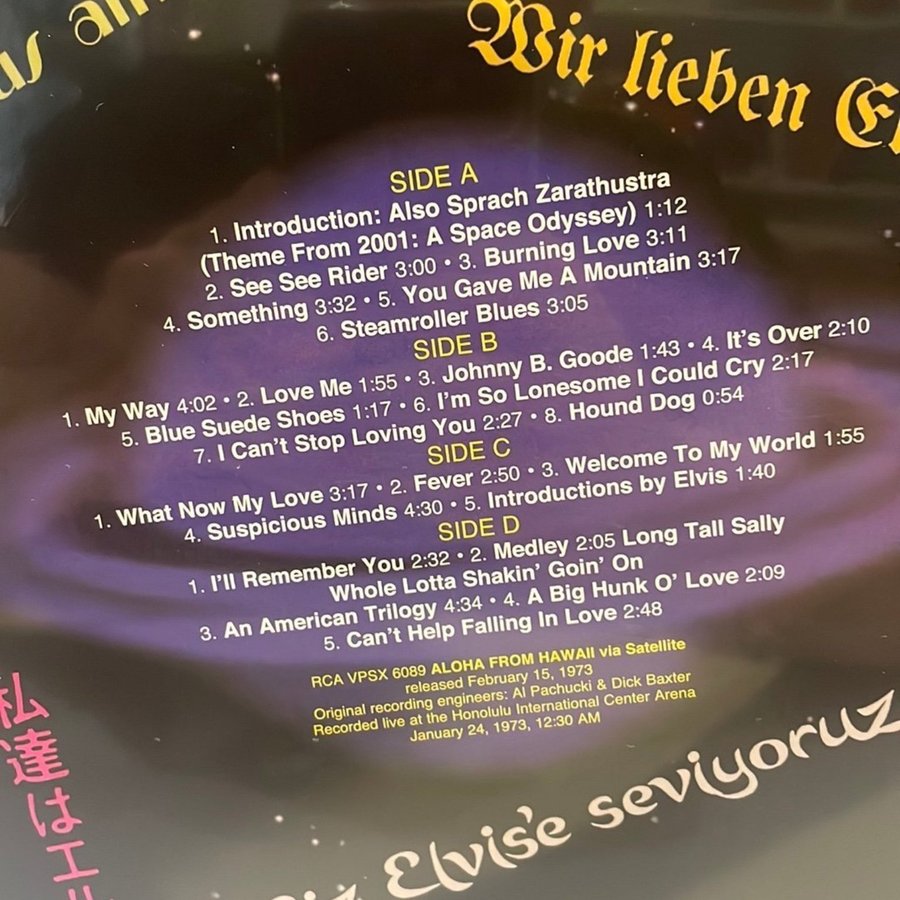 Wir lieben
SIDE A
1. Introduction: Also Sprach Zarathustra
(Theme From 2001: A Space Odyssey) 1:12
2. See See Rider 3:00 • 3. Burning Love 3:11
4. Something 3:32 • 5. You Gave Me A Mountain 3:17
6. Steamroller Blues 3:05
SIDE B
1. My Way 4:02 • 2. Love Me 1:55 • 3. Johnny B. Goode 1:43 • 4. It's Over 2:10
5. Blue Suede Shoes 1:17 • 6. I'm So Lonesome I Could Cry 2:17
7. I Can't Stop Loving You 2:27 • 8. Hound Dog 0:54
SIDE C
1. What Now My Love 3:17 • 2. Fever 2:50 • 3. Welcome To My World 1:55
4. Suspicious Minds 4:30 • 5. Introductions by Elvis 1:40
SIDE D
1. I'll Remember You 2:32 • 2. Medley 2:05 Long Tall Sally
Whole Lotta Shakin' Goin' On
3. An American Trilogy 4:34 • 4. A Big Hunk O' Love 2:09
5. Can't Help Falling In Love 2:48
RCA VPSX 6089 ALOHA FROM HAWAII via Satellite
released February 15, 1973
Original recording engineers: Al Pachucki & Dick Baxter
Recorded live at the Honolulu International Center Arena
January 24, 1973, 12:30 AM
私達はエ
Elvis'e seviyoruz